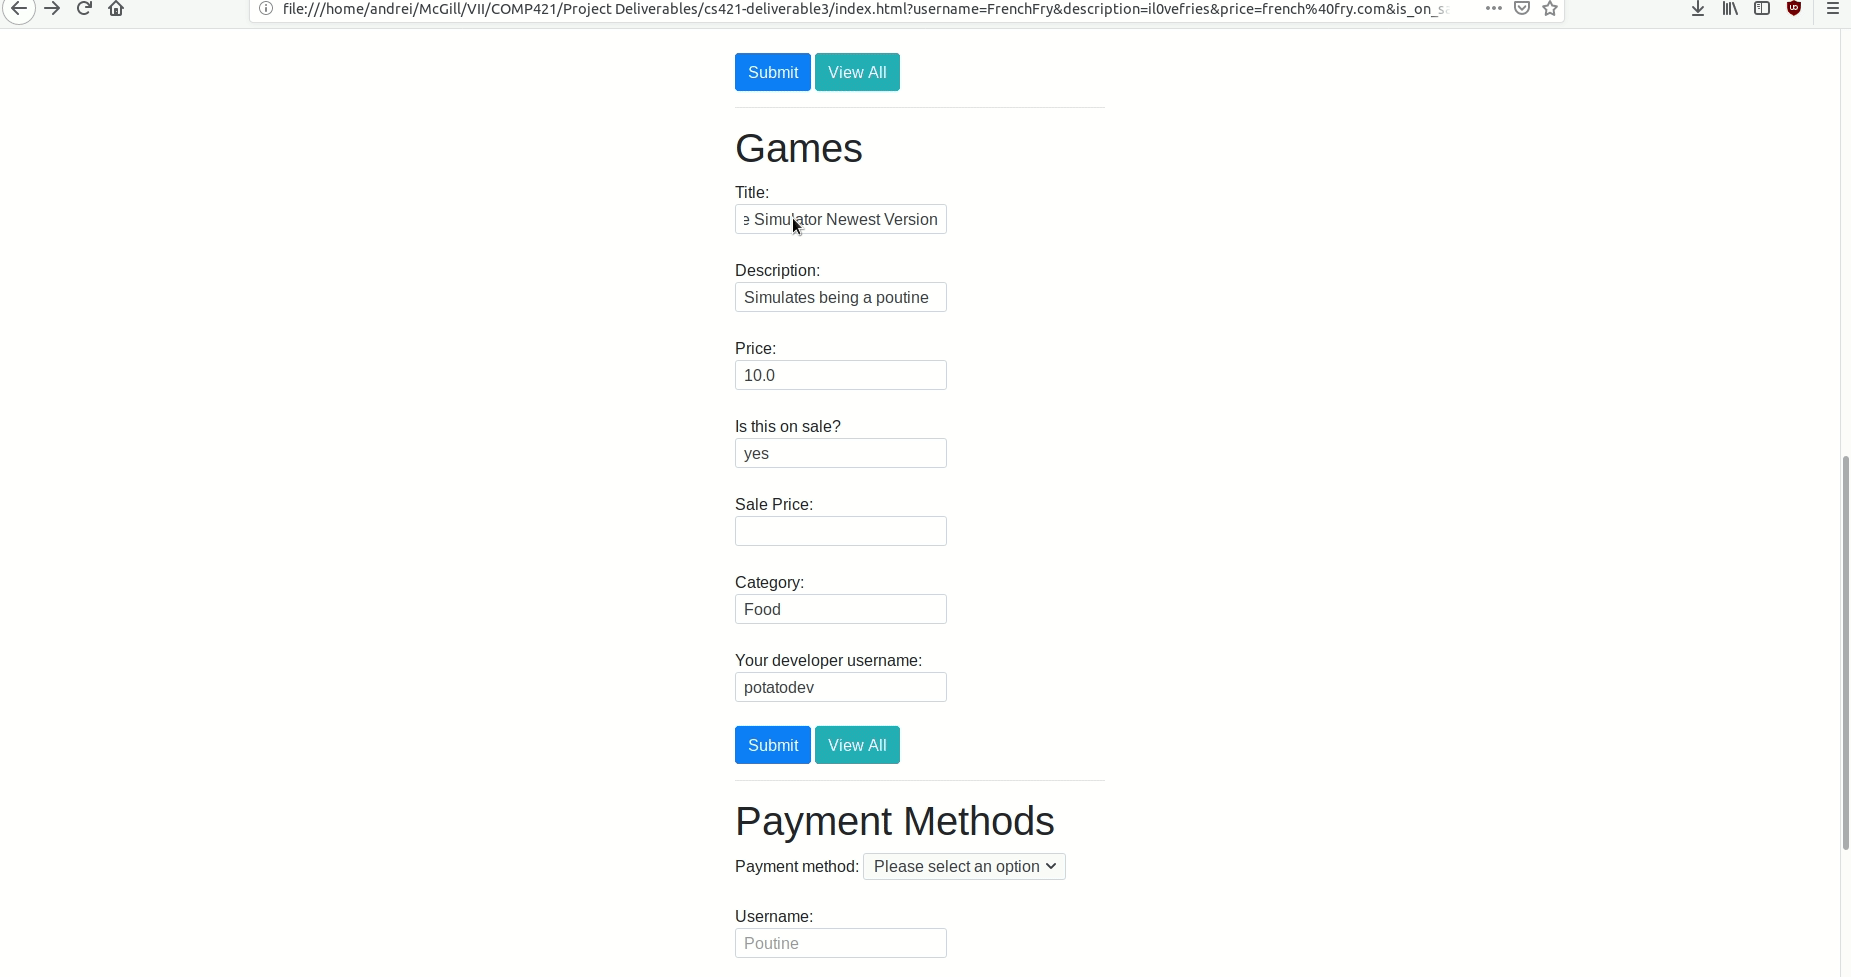 file:///home/andrei/McGill/VII/COMP421/Project Deliverables/cs421-deliverable3/index.html?username=FrenchFry&description=il0vefries&price=french%40fry.com&is_on_s
Submit View All
Games
Title:
e Simulator Newest Version
Description:
Simulates being a poutine
Price:
10.0
Is this on sale?
yes
Sale Price:
Category:
Food
Your developer username:
potatodev
Submit View All
Payment Methods
Payment method: Please select an option
Username:
Poutine